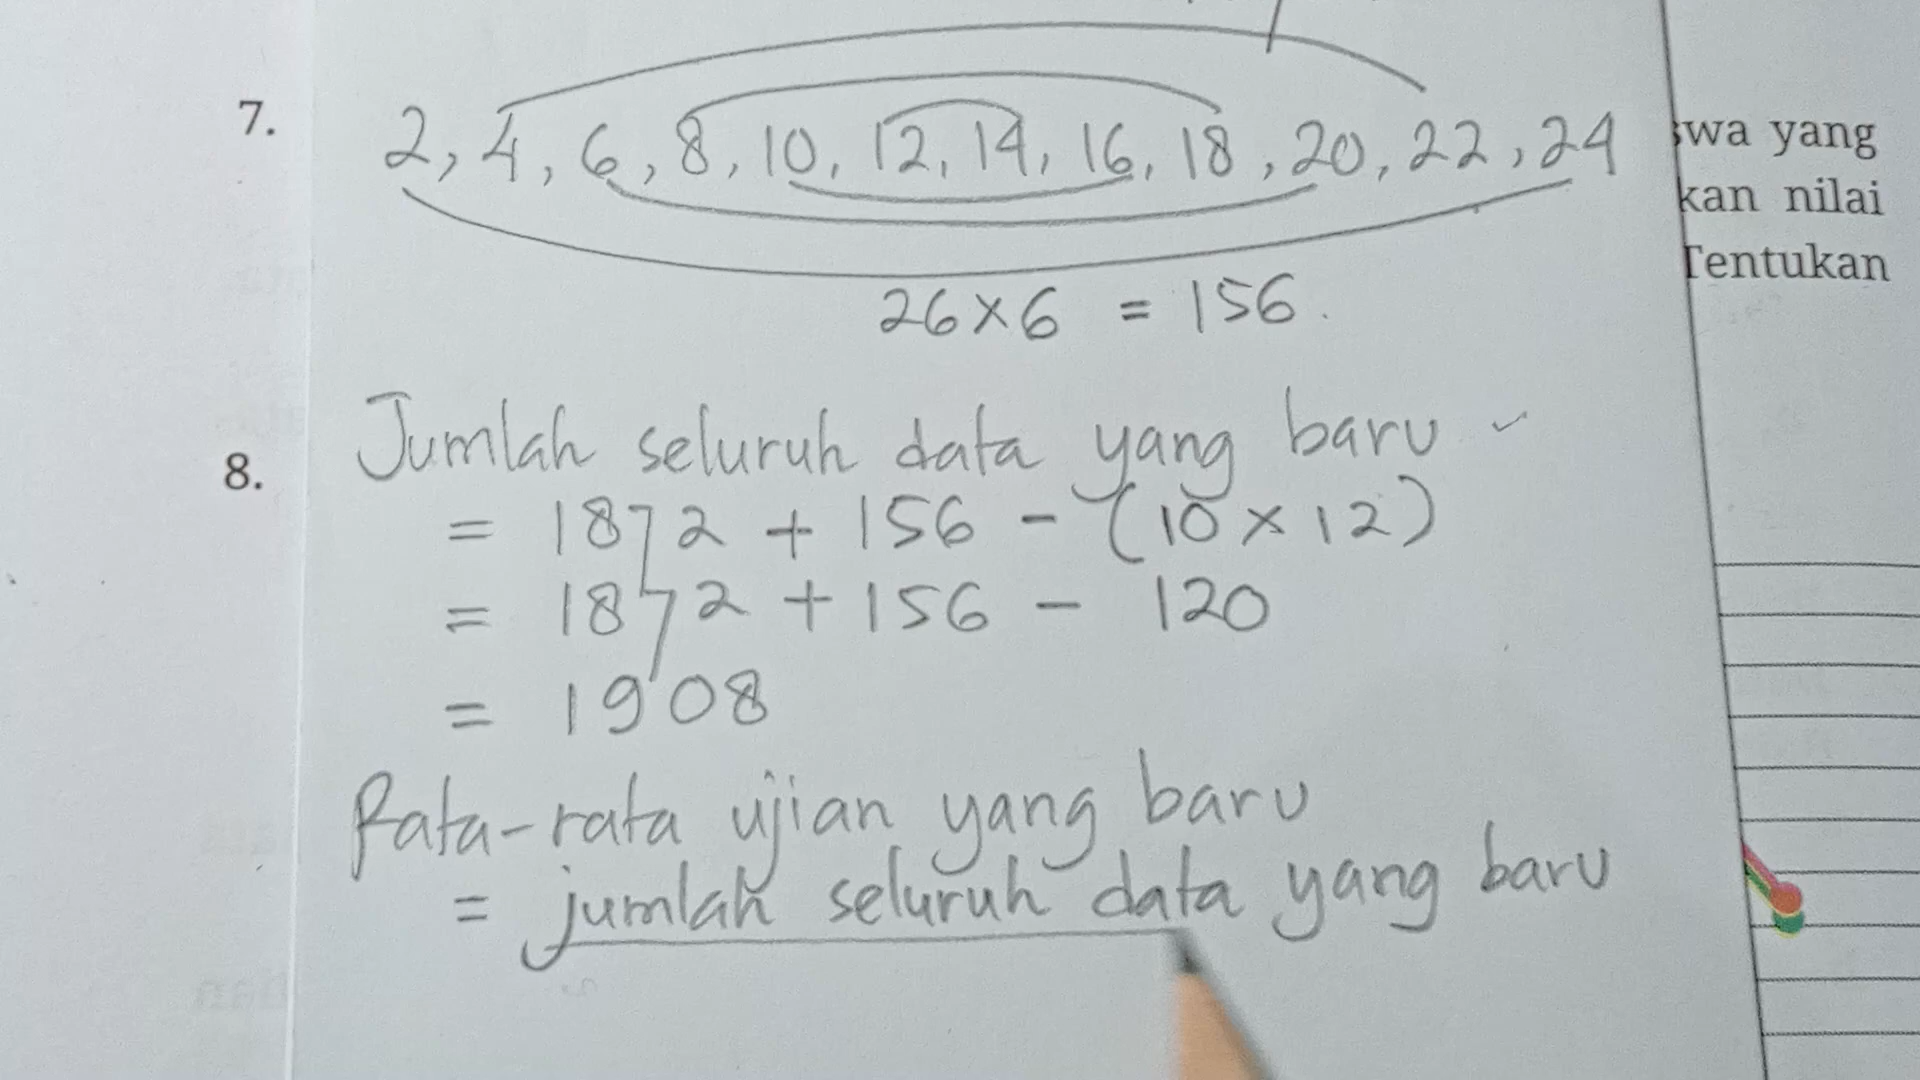 7.
2, 4, 6, 8, 10, 12, 14, 16, 18, 20, 22, 24
26 × 6 = 156.
swa yang
kan nilai
Tentukan
8.
Jumlah seluruh data yang baru
= 1872 + 156 - (10 × 12)
= 1872 + 156 - 120
= 1908
Rata-rata ujian yang baru
= jumlah seluruh data yang baru